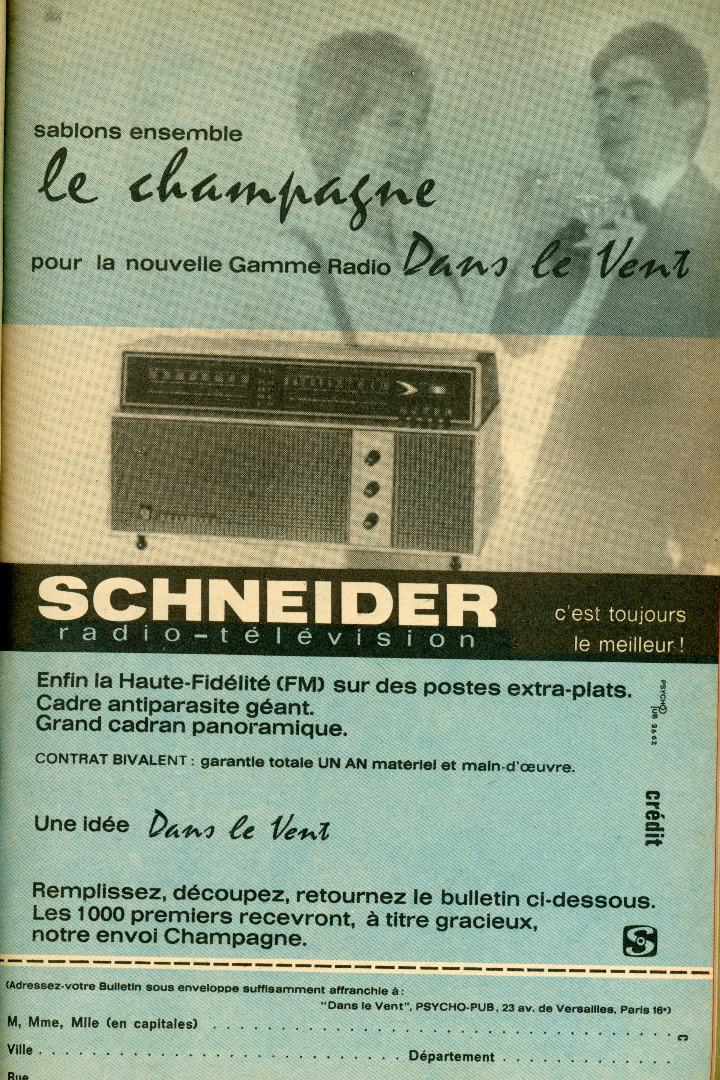 sablons ensemble
le champagne
pour la nouvelle Gamme Radio Dans le Vent
SCHNEIDER
radio-télévision
c'est toujours
le meilleur !
Enfin la Haute-Fidélité (FM) sur des postes extra-plats.
Cadre antiparasite géant.
Grand cadran panoramique.
CONTRAT BIVALENT : garantie totale UN AN matériel et main-d'œuvre.
PSYCHO
PUB 3662
crédit
Une idée Dans le Vent
Remplissez, découpez, retournez le bulletin ci-dessous.
Les 1000 premiers recevront, à titre gracieux,
notre envoi Champagne.
(Adressez-votre Bulletin sous enveloppe suffisamment affranchie à :
"Dans le Vent", PSYCHO-PUB, 23 av. de Versailles, Paris 16e)
M, Mme, Mlle (en capitales)
C
Ville
Département
Rue